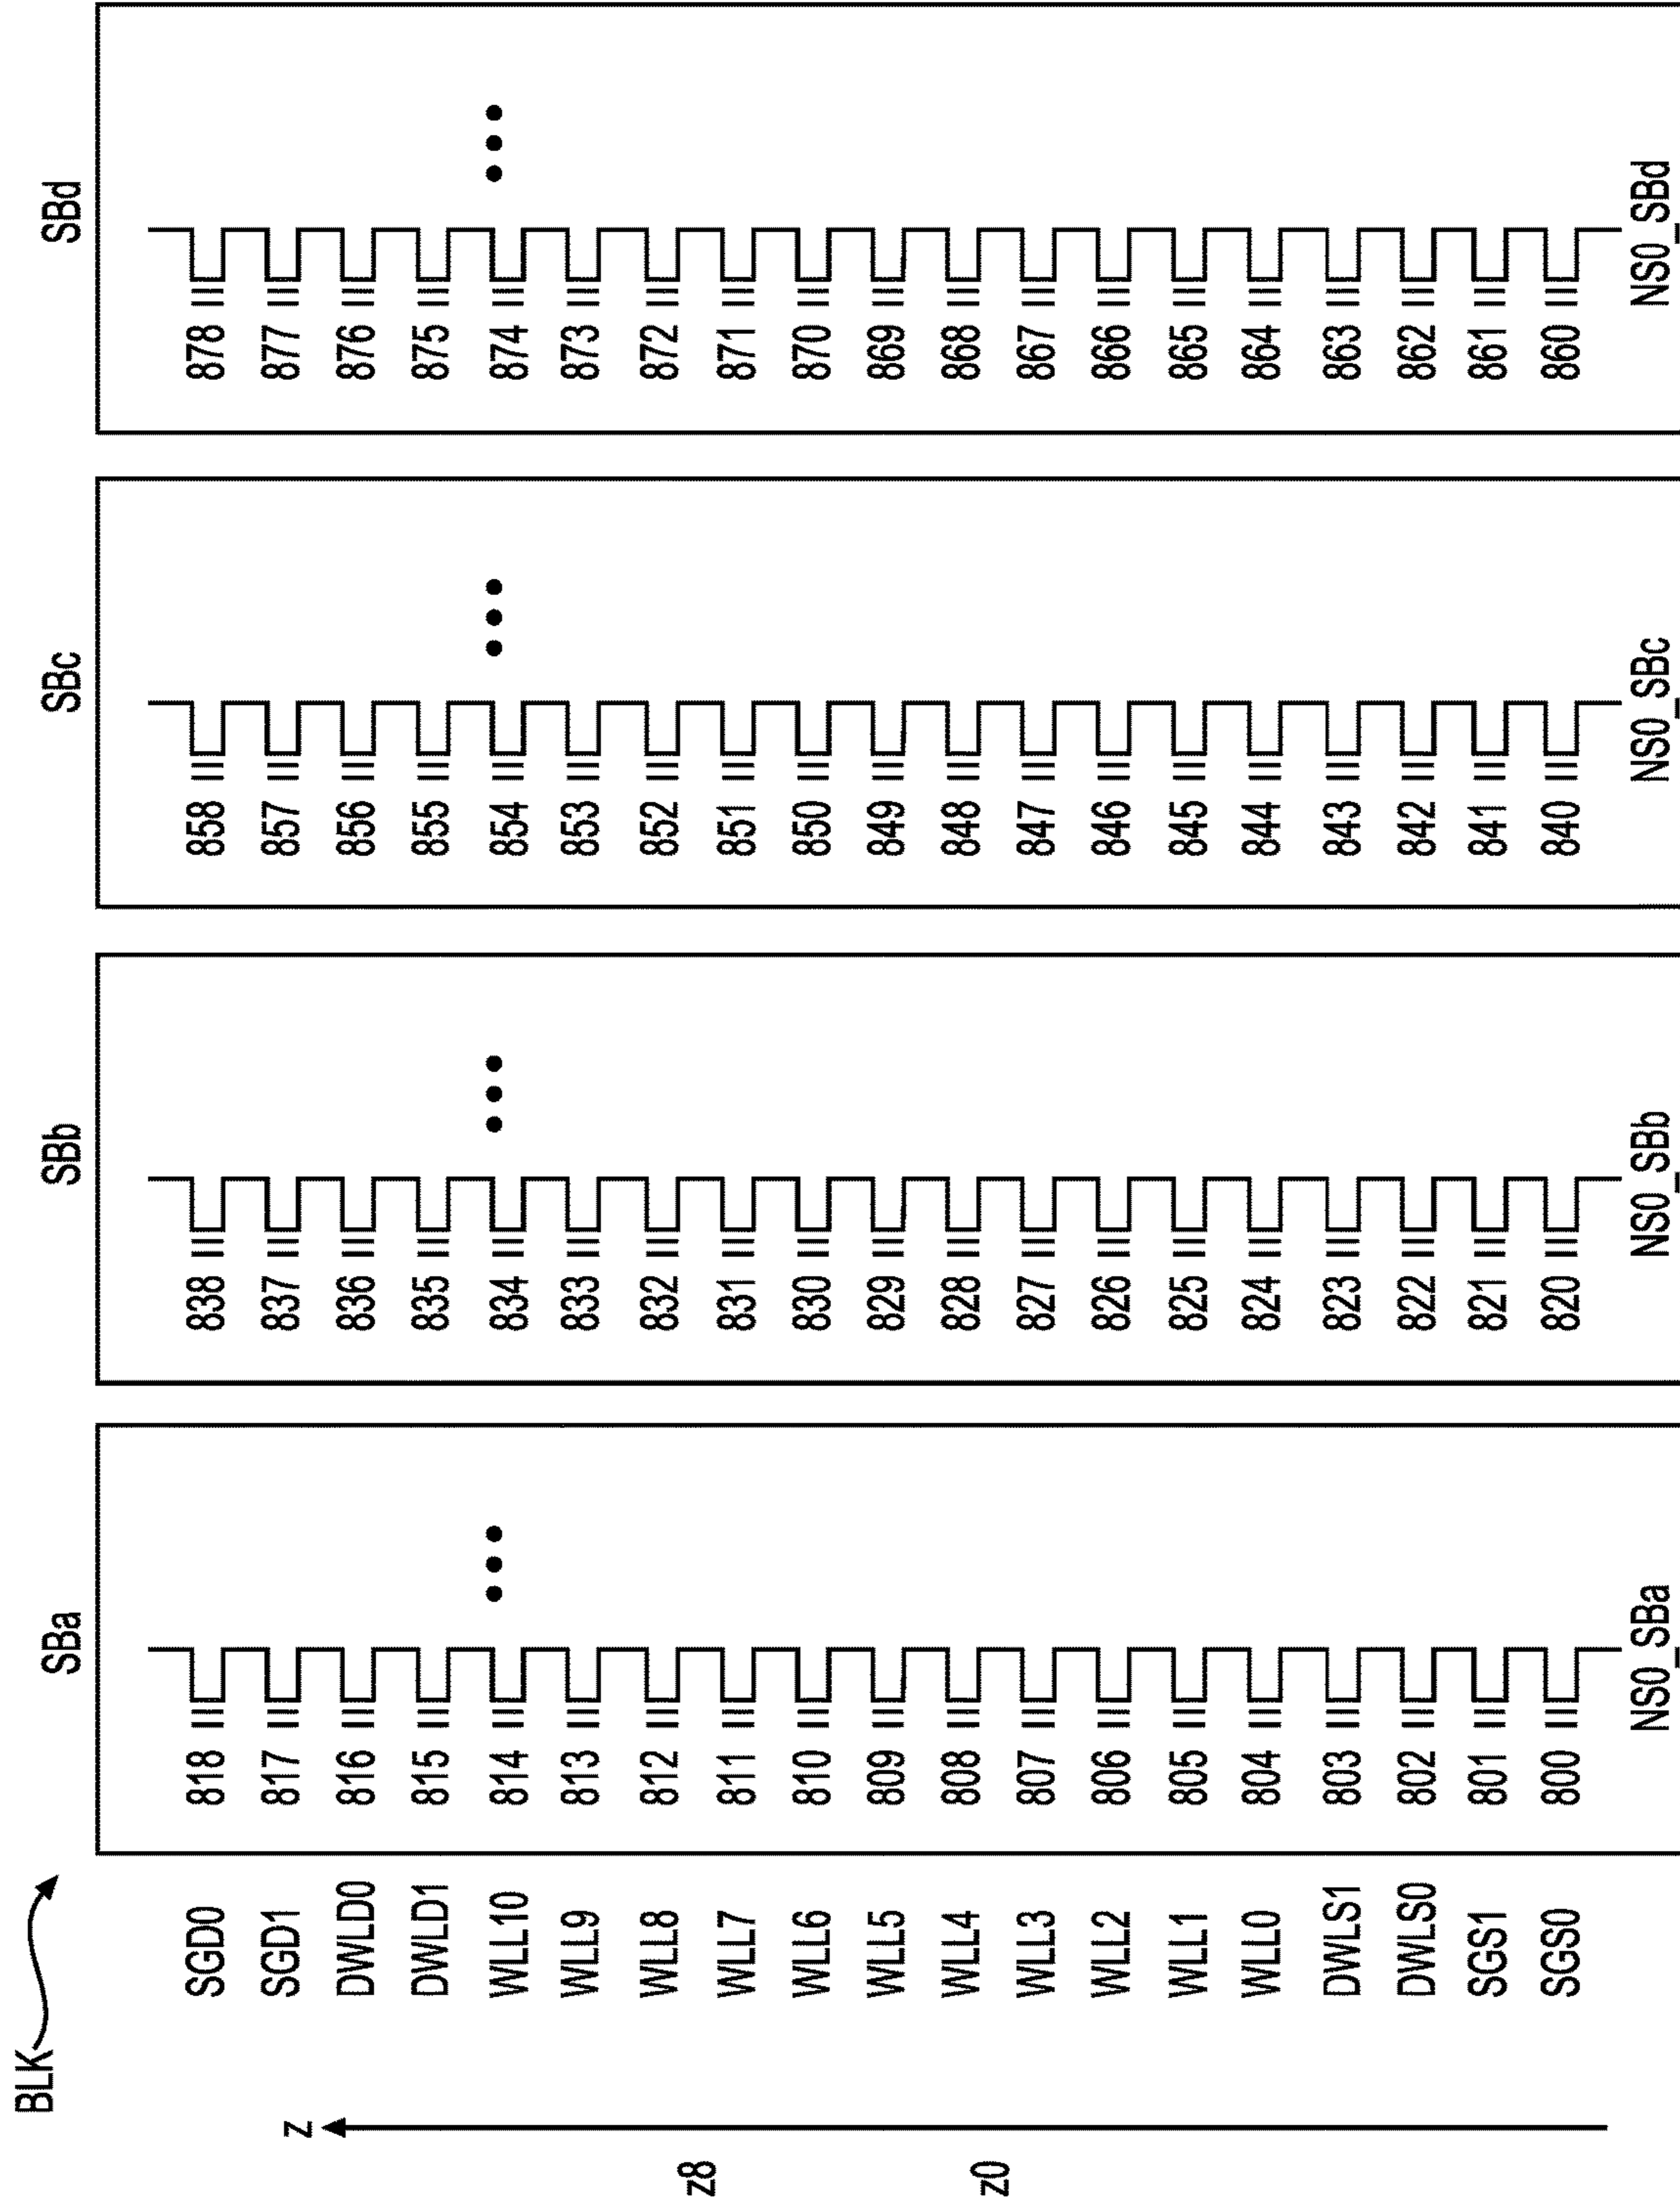 BLK
SBa SBb SBc SBd
SGD0 818 838 858 878
SGD1 817 837 857 877
z
DWLD0 816 836 856 876
DWLD1 815 835 855 875
WLL10 814 834 854 874
WLL9 813 833 853 873
WLL8 812 832 852 872
z8
WLL7 811 831 851 871
WLL6 810 830 850 870
WLL5 809 829 849 869
WLL4 808 828 848 868
z0
WLL3 807 827 847 867
WLL2 806 826 846 866
WLL1 805 825 845 865
WLL0 804 824 844 864
DWLS1 803 823 843 863
DWLS0 802 822 842 862
SGS1 801 821 841 861
SGS0 800 820 840 860
NS0_SBa NS0_SBb NS0_SBc NS0_SBd